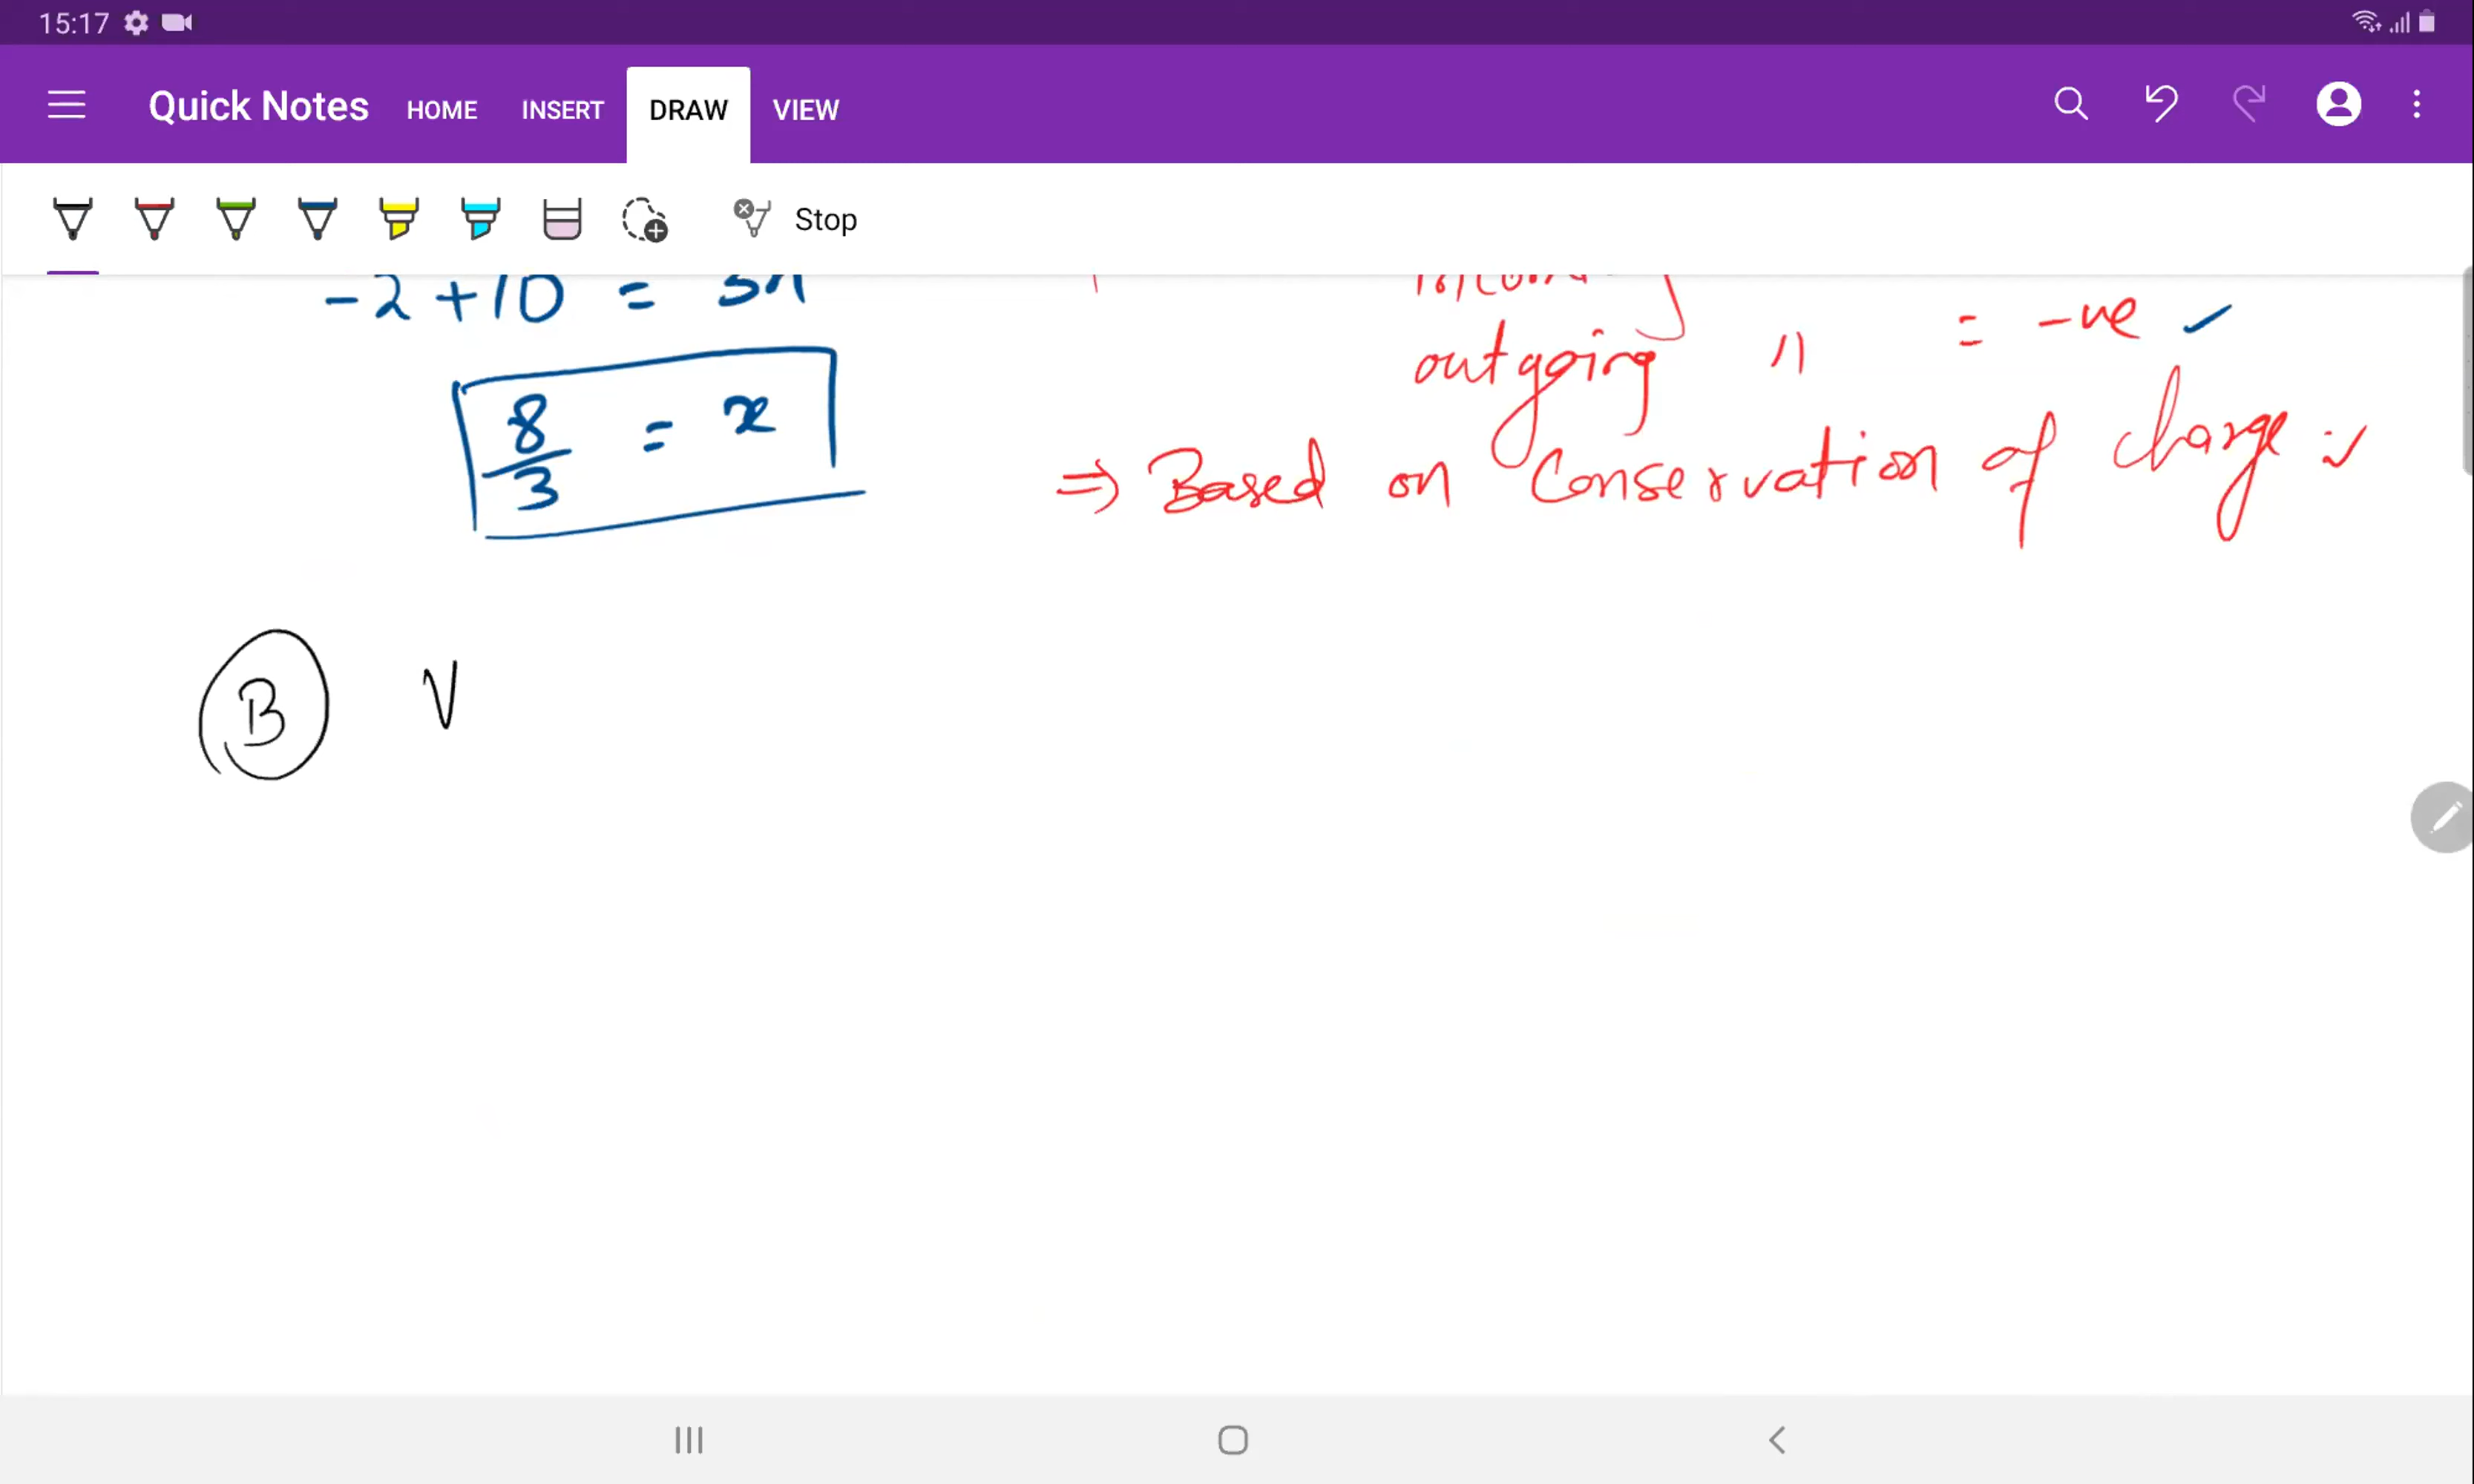 15:17
Quick Notes HOME INSERT DRAW VIEW
Stop
-2 + 10 = 3x
8/3 = x
outgoing " = -ve ✓
⇒ Based on Conservation of charge
B V